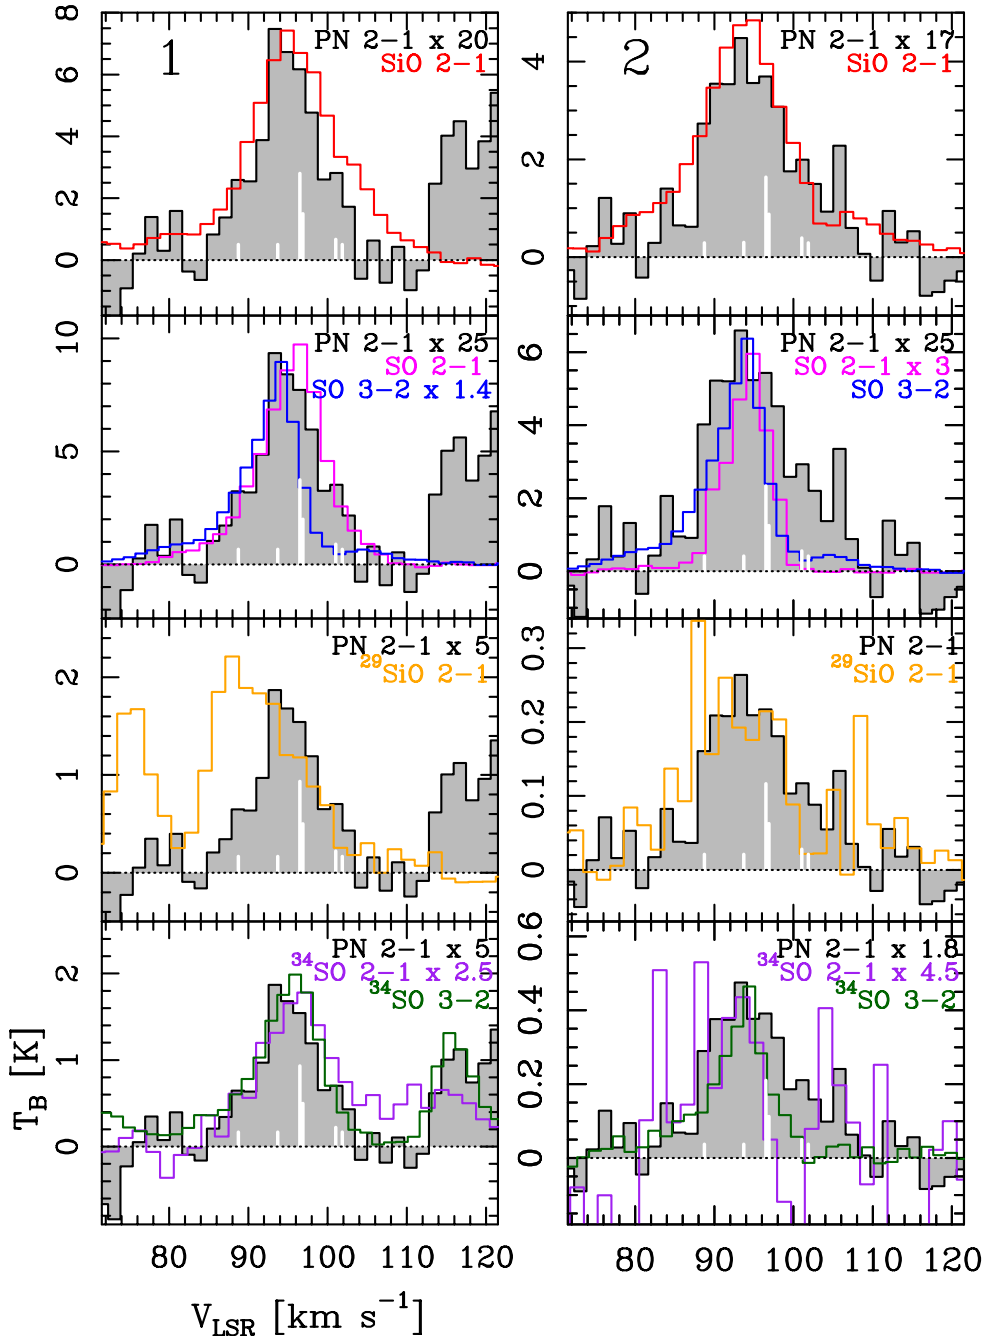 1
PN 2-1 x 20
SiO 2-1
8
6
4
2
0
2
PN 2-1 x 17
SiO 2-1
4
2
0
PN 2-1 x 25
SO 2-1
SO 3-2 x 1.4
10
5
0
PN 2-1 x 25
SO 2-1 x 3
SO 3-2
6
4
2
0
PN 2-1 x 5
²⁹SiO 2-1
2
1
0
PN 2-1
²⁹SiO 2-1
0.3
0.2
0.1
0
PN 2-1 x 5
³⁴SO 2-1 x 2.5
³⁴SO 3-2
2
1
0
PN 2-1 x 1.8
³⁴SO 2-1 x 4.5
³⁴SO 3-2
0.6
0.4
0.2
0
T_B [K]
80 90 100 110 120
80 90 100 110 120
V_LSR [km s⁻¹]